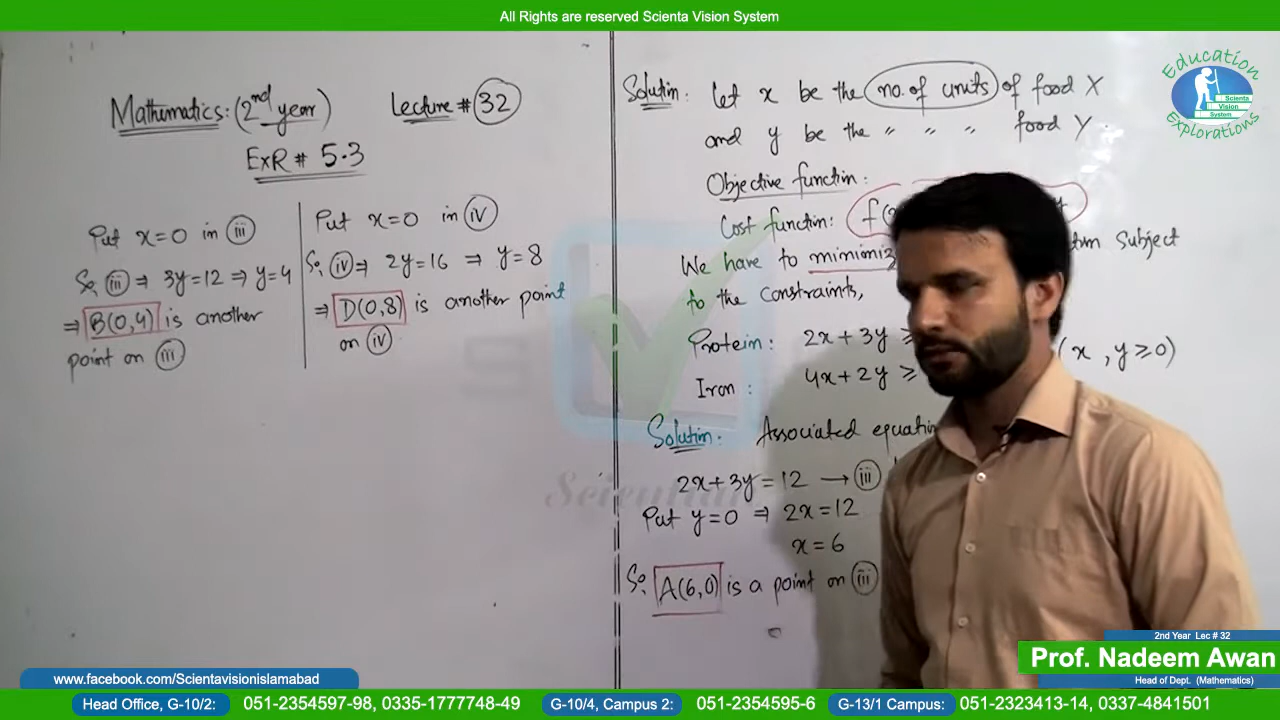 All Rights are reserved Scienta Vision System
Mathematics: (2nd year) Lecture # 32
ExR # 5.3
Put x=0 in iii
So, iii ⇒ 3y=12 ⇒ y=4
⇒ B(0,4) is another
point on iii
Put x=0 in iv
So, iv ⇒ 2y=16 ⇒ y=8
⇒ D(0,8) is another point
on iv
Solutin: let x be the no. of units of food X
and y be the " " " food Y.
Objective function:
Cost function: f(
We have to mimimiz subject
to the constraints,
Protein: 2x+3y ≥ (x, y≥0)
Iron: 4x+2y ≥
Solutin: Associated equation
2x+3y=12 → iii
Put y=0 ⇒ 2x=12
x=6
So, A(6,0) is a point on iii
Education
Scienta
Vision
System
Explorations
2nd Year Lec # 32
Prof. Nadeem Awan
Head of Dept. (Mathematics)
www.facebook.com/Scientavisionislamabad
Head Office, G-10/2: 051-2354597-98, 0335-1777748-49 G-10/4, Campus 2: 051-2354595-6 G-13/1 Campus: 051-2323413-14, 0337-4841501